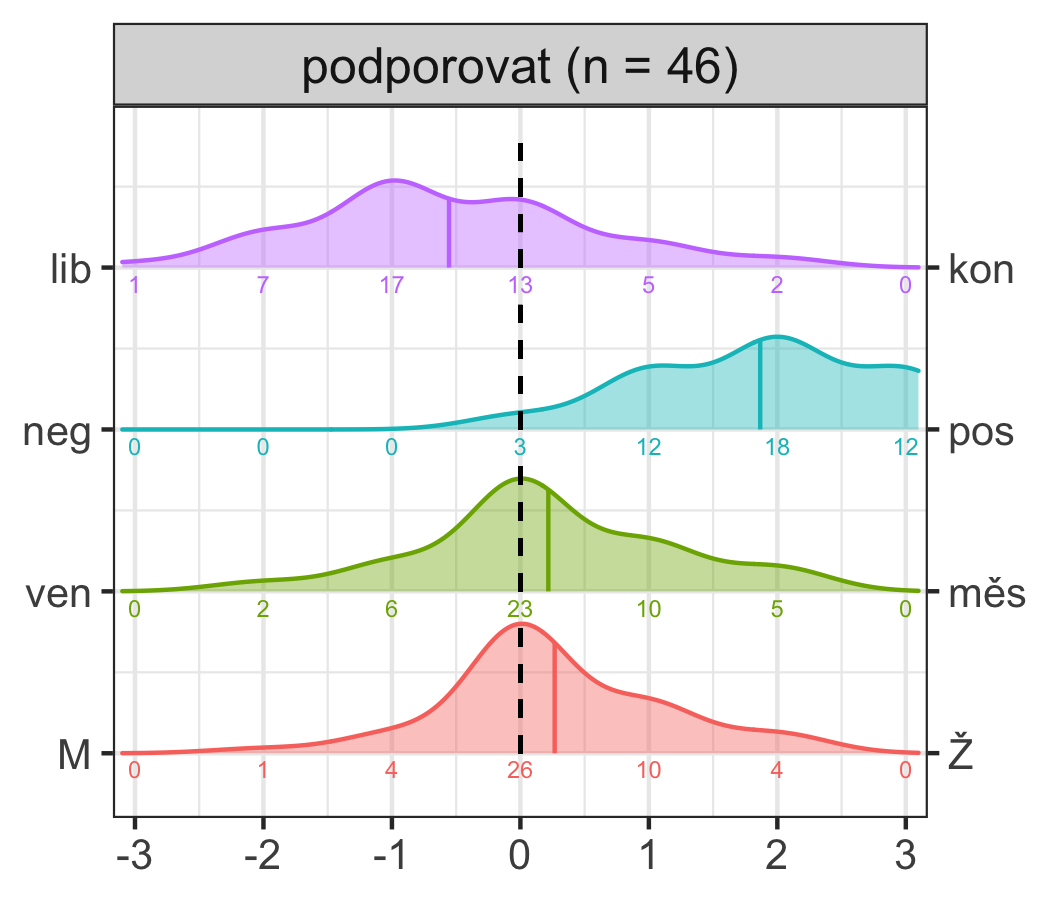 podporovat (n = 46)
lib kon
1 7 17 13 5 2 0
neg pos
0 0 0 3 12 18 12
ven měs
0 2 6 23 10 5 0
M Ž
0 1 4 26 10 4 0
-3 -2 -1 0 1 2 3